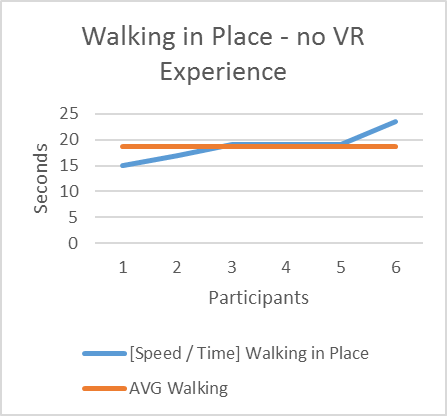 Walking in Place - no VR
Experience
25
20
15
10
5
0
Seconds
1 2 3 4 5 6
Participants
[Speed / Time] Walking in Place
AVG Walking